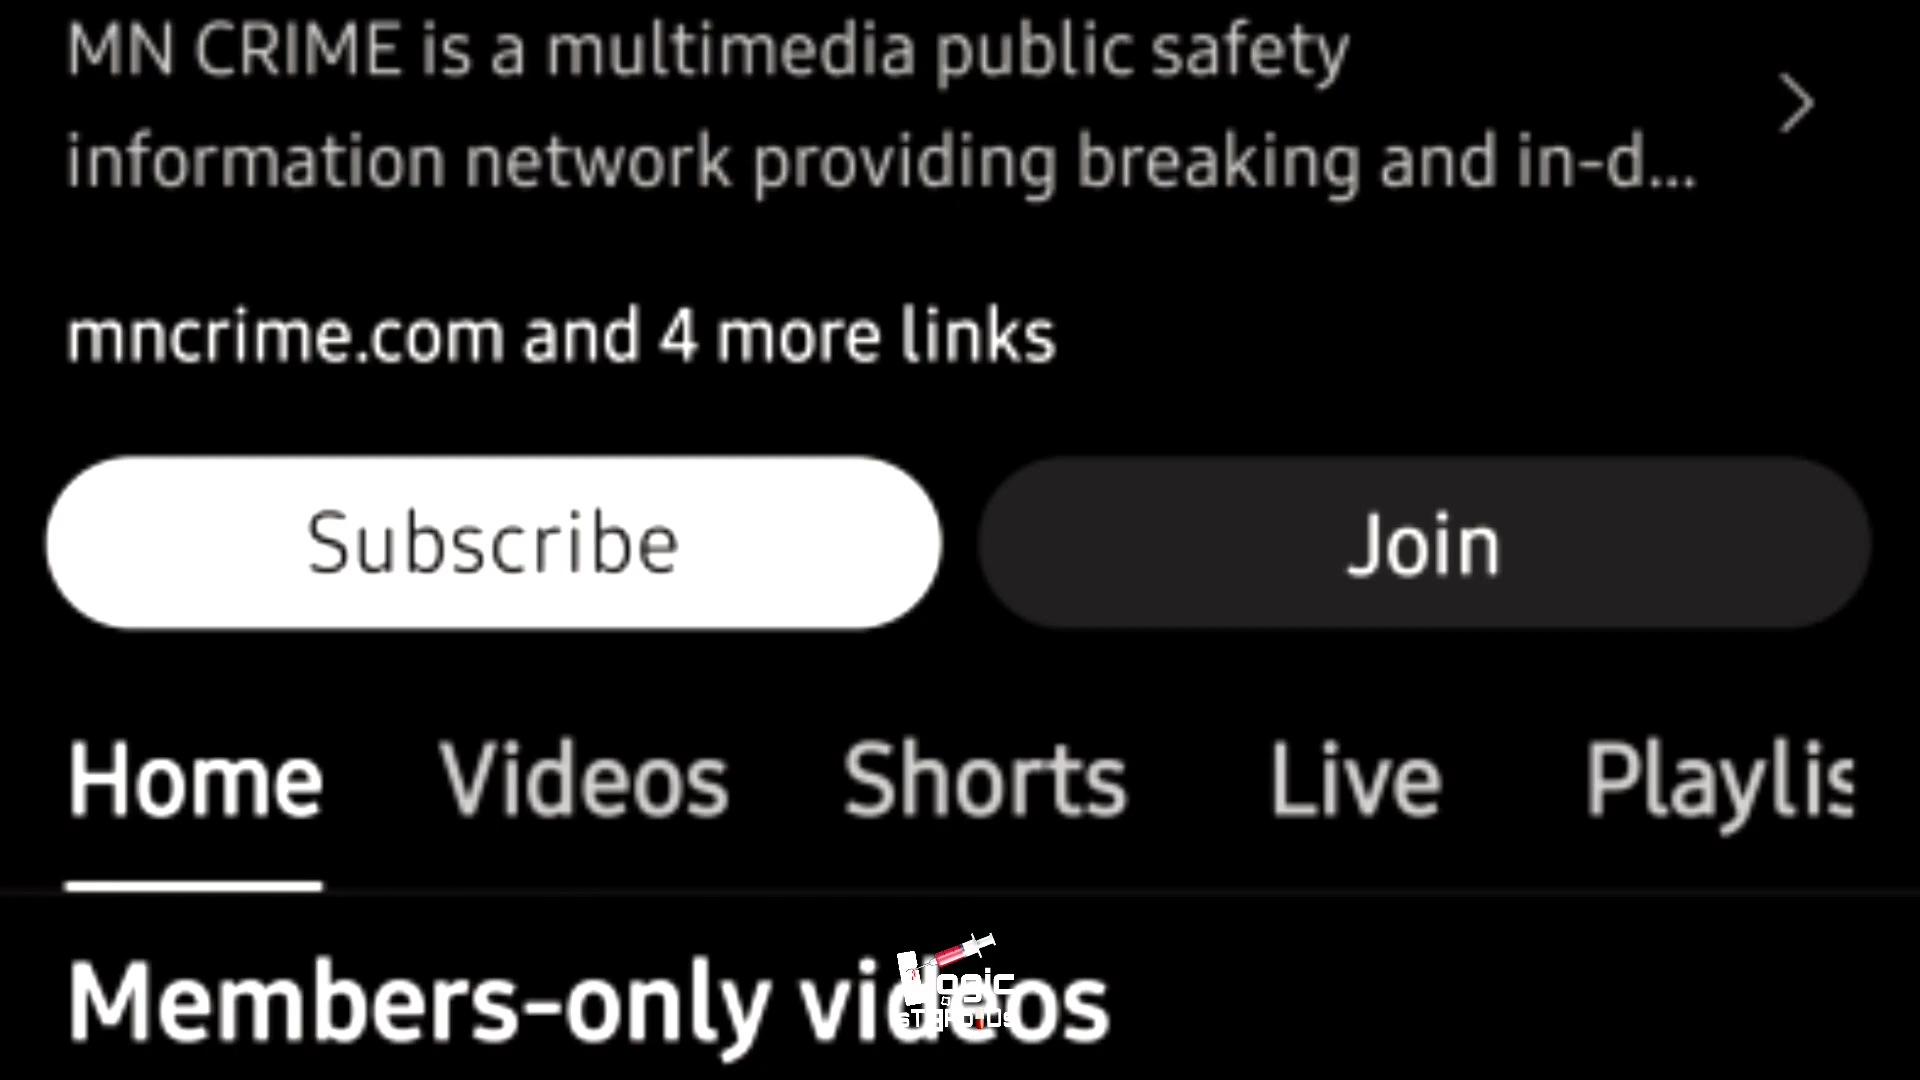 MN CRIME is a multimedia public safety
information network providing breaking and in-d...
mncrime.com and 4 more links
Subscribe Join
Home Videos Shorts Live Playlis
Members-only videos